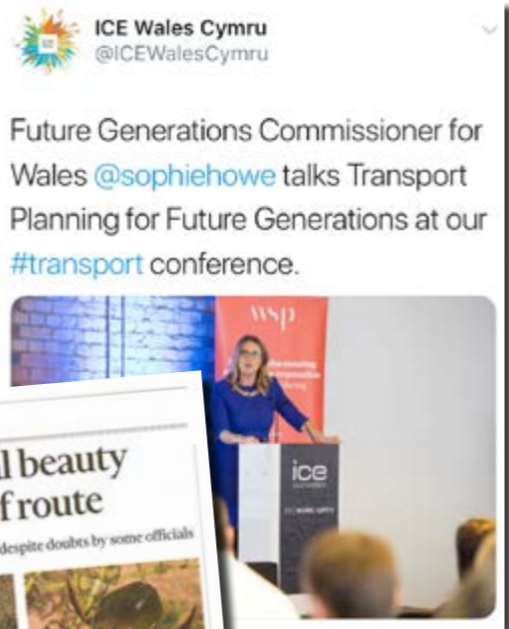 ICE Wales Cymru
@ICEWalesCymru
Future Generations Commissioner for
Wales @sophiehowe talks Transport
Planning for Future Generations at our
#transport conference.
wsp
ice
l beauty
f route
despite doubts by some officials